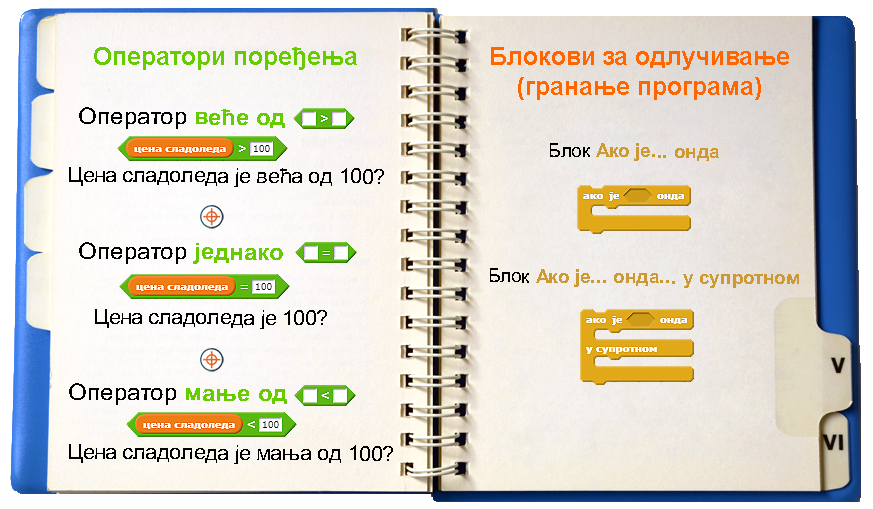 Оператори поређења
Оператор веће од >
цена сладоледа > 100
Цена сладоледа је већа од 100?
Оператор једнако =
цена сладоледа = 100
Цена сладоледа је 100?
Оператор мање од <
цена сладоледа < 100
Цена сладоледа је мања од 100?
Блокови за одлучивање
(гранање програма)
Блок Ако је... онда
ако је онда
Блок Ако је... онда... у супротном
ако је онда
у супротном
V
VI